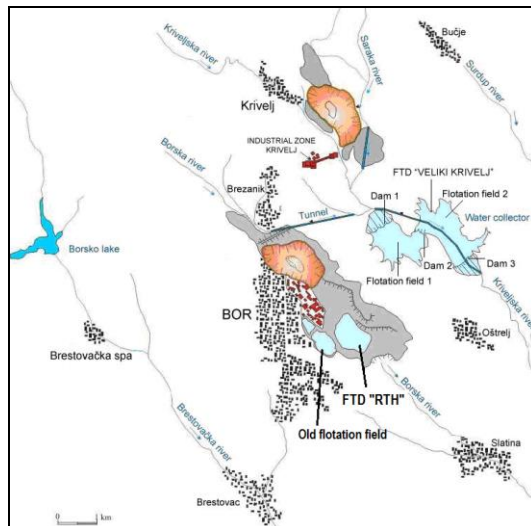 Kriveljska river
Saraka river
Bučje
Surdup river
Krivelj
INDUSTRIAL ZONE
KRIVELJ
Borska river
Brezanik
FTD "VELIKI KRIVELJ"
Dam 1
Flotation field 2
Tunnel
Water collector
Borsko lake
Dam 2
Dam 3
Flotation field 1
Kriveljska river
BOR
Oštrelj
Brestovačka spa
FTD "RTH"
Borska river
Old flotation field
Brestovačka river
Slatina
Brestovac
0 1 km